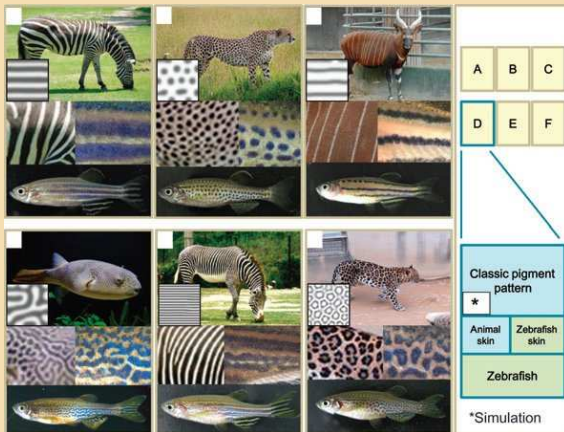 A B C
D E F
Classic pigment
pattern
*
Animal
skin
Zebrafish
skin
Zebrafish
*Simulation